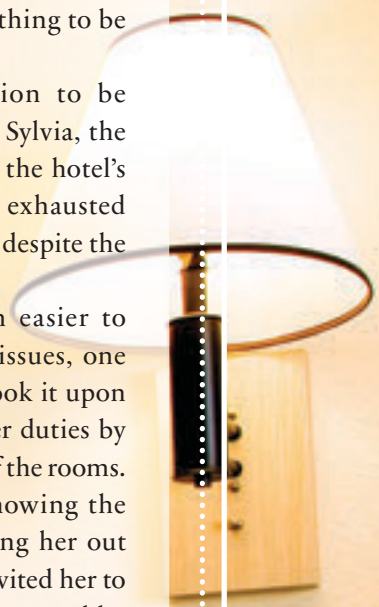 thing to be
ion to be
Sylvia, the
the hotel's
exhausted
despite the
easier to
issues, one
ook it upon
er duties by
the rooms.
nowing the
ng her out
vited her to